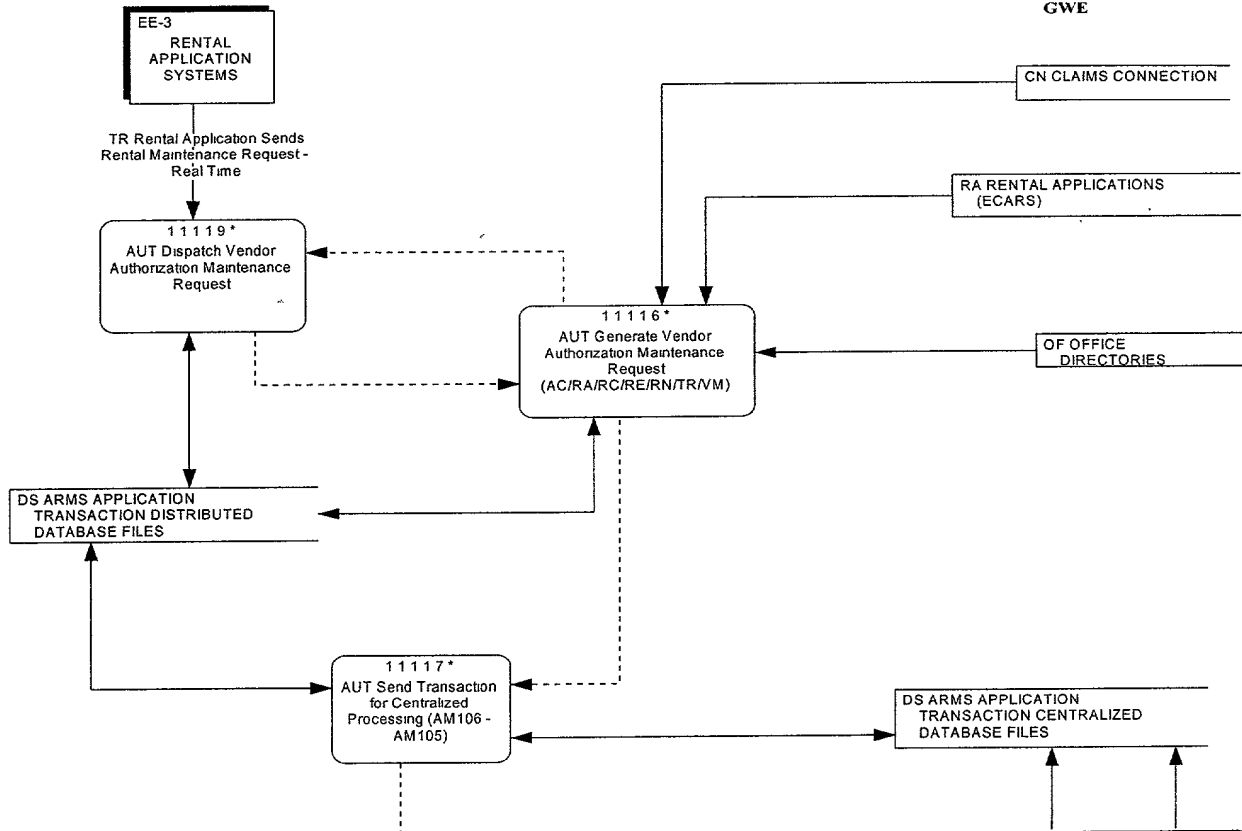 GWE
EE-3
RENTAL
APPLICATION
SYSTEMS
CN CLAIMS CONNECTION
TR Rental Application Sends
Rental Maintenance Request -
Real Time
RA RENTAL APPLICATIONS
(ECARS)
11119*
AUT Dispatch Vendor
Authorization Maintenance
Request
11116*
AUT Generate Vendor
Authorization Maintenance
Request
(AC/RA/RC/RE/RN/TR/VM)
OF OFFICE
DIRECTORIES
DS ARMS APPLICATION
TRANSACTION DISTRIBUTED
DATABASE FILES
11117*
AUT Send Transaction
for Centralized
Processing (AM106 -
AM105)
DS ARMS APPLICATION
TRANSACTION CENTRALIZED
DATABASE FILES